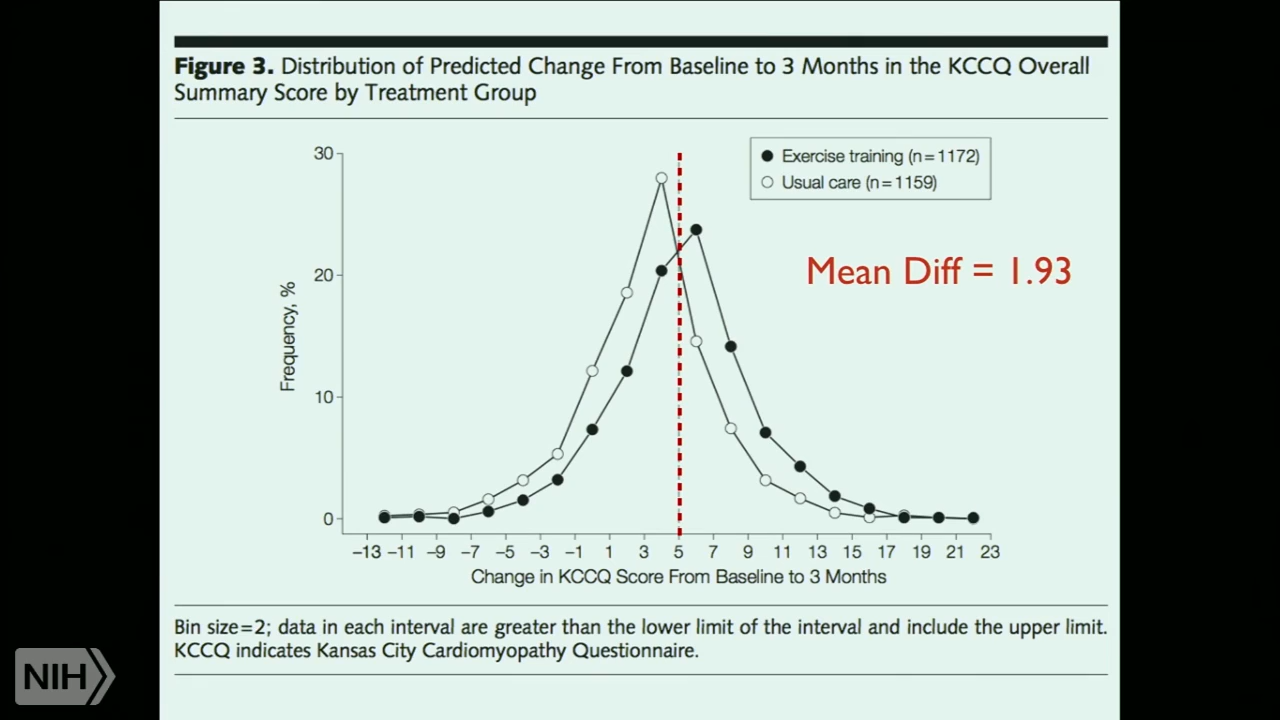 Figure 3. Distribution of Predicted Change From Baseline to 3 Months in the KCCQ Overall
Summary Score by Treatment Group
Exercise training (n=1172)
Usual care (n=1159)
Mean Diff = 1.93
Frequency, %
30
20
10
0
−13 −11 −9 −7 −5 −3 −1 1 3 5 7 9 11 13 15 17 19 21 23
Change in KCCQ Score From Baseline to 3 Months
Bin size=2; data in each interval are greater than the lower limit of the interval and include the upper limit.
KCCQ indicates Kansas City Cardiomyopathy Questionnaire.
NIH